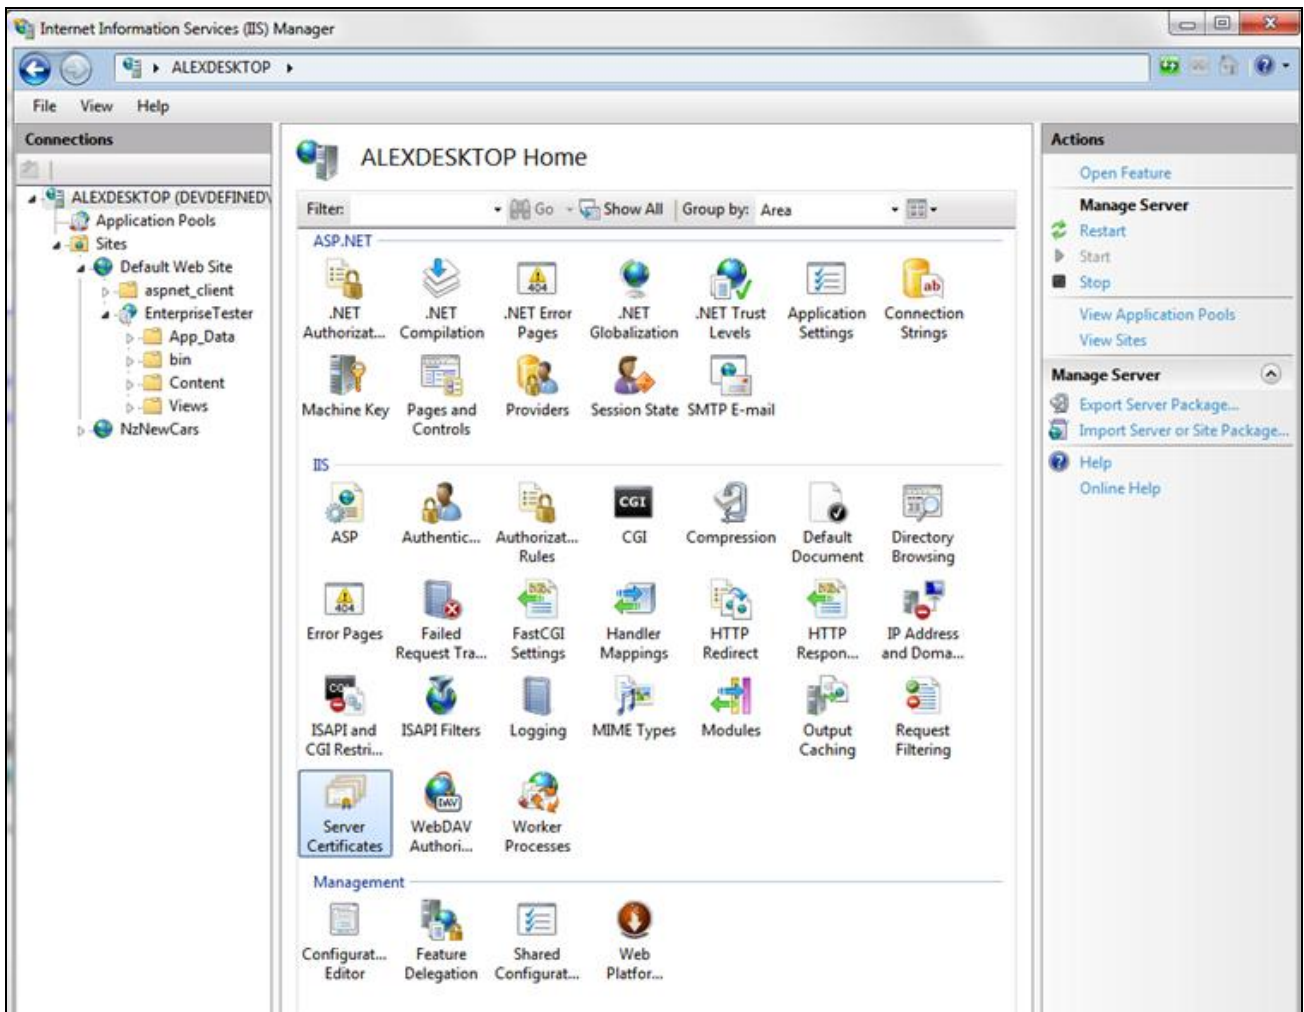 Internet Information Services (IIS) Manager
ALEXDESKTOP
File View Help
Connections
ALEXDESKTOP (DEVDEFINED\
Application Pools
Sites
Default Web Site
aspnet_client
EnterpriseTester
App_Data
bin
Content
Views
NzNewCars
ALEXDESKTOP Home
Filter: Go Show All Group by: Area
ASP.NET
.NET Authorizat...
.NET Compilation
.NET Error Pages
.NET Globalization
.NET Trust Levels
Application Settings
Connection Strings
Machine Key
Pages and Controls
Providers
Session State
SMTP E-mail
IIS
ASP
Authentic...
Authorizat... Rules
CGI
CGI
Compression
Default Document
Directory Browsing
404
Error Pages
Failed Request Tra...
FastCGI Settings
Handler Mappings
HTTP Redirect
HTTP Respon...
IP Address and Doma...
ISAPI and CGI Restri...
ISAPI Filters
Logging
MIME Types
Modules
Output Caching
Request Filtering
Server Certificates
DAV
WebDAV Authori...
Worker Processes
Management
Configurat... Editor
Feature Delegation
Shared Configurat...
Web Platfor...
Actions
Open Feature
Manage Server
Restart
Start
Stop
View Application Pools
View Sites
Manage Server
Export Server Package...
Import Server or Site Package...
Help
Online Help